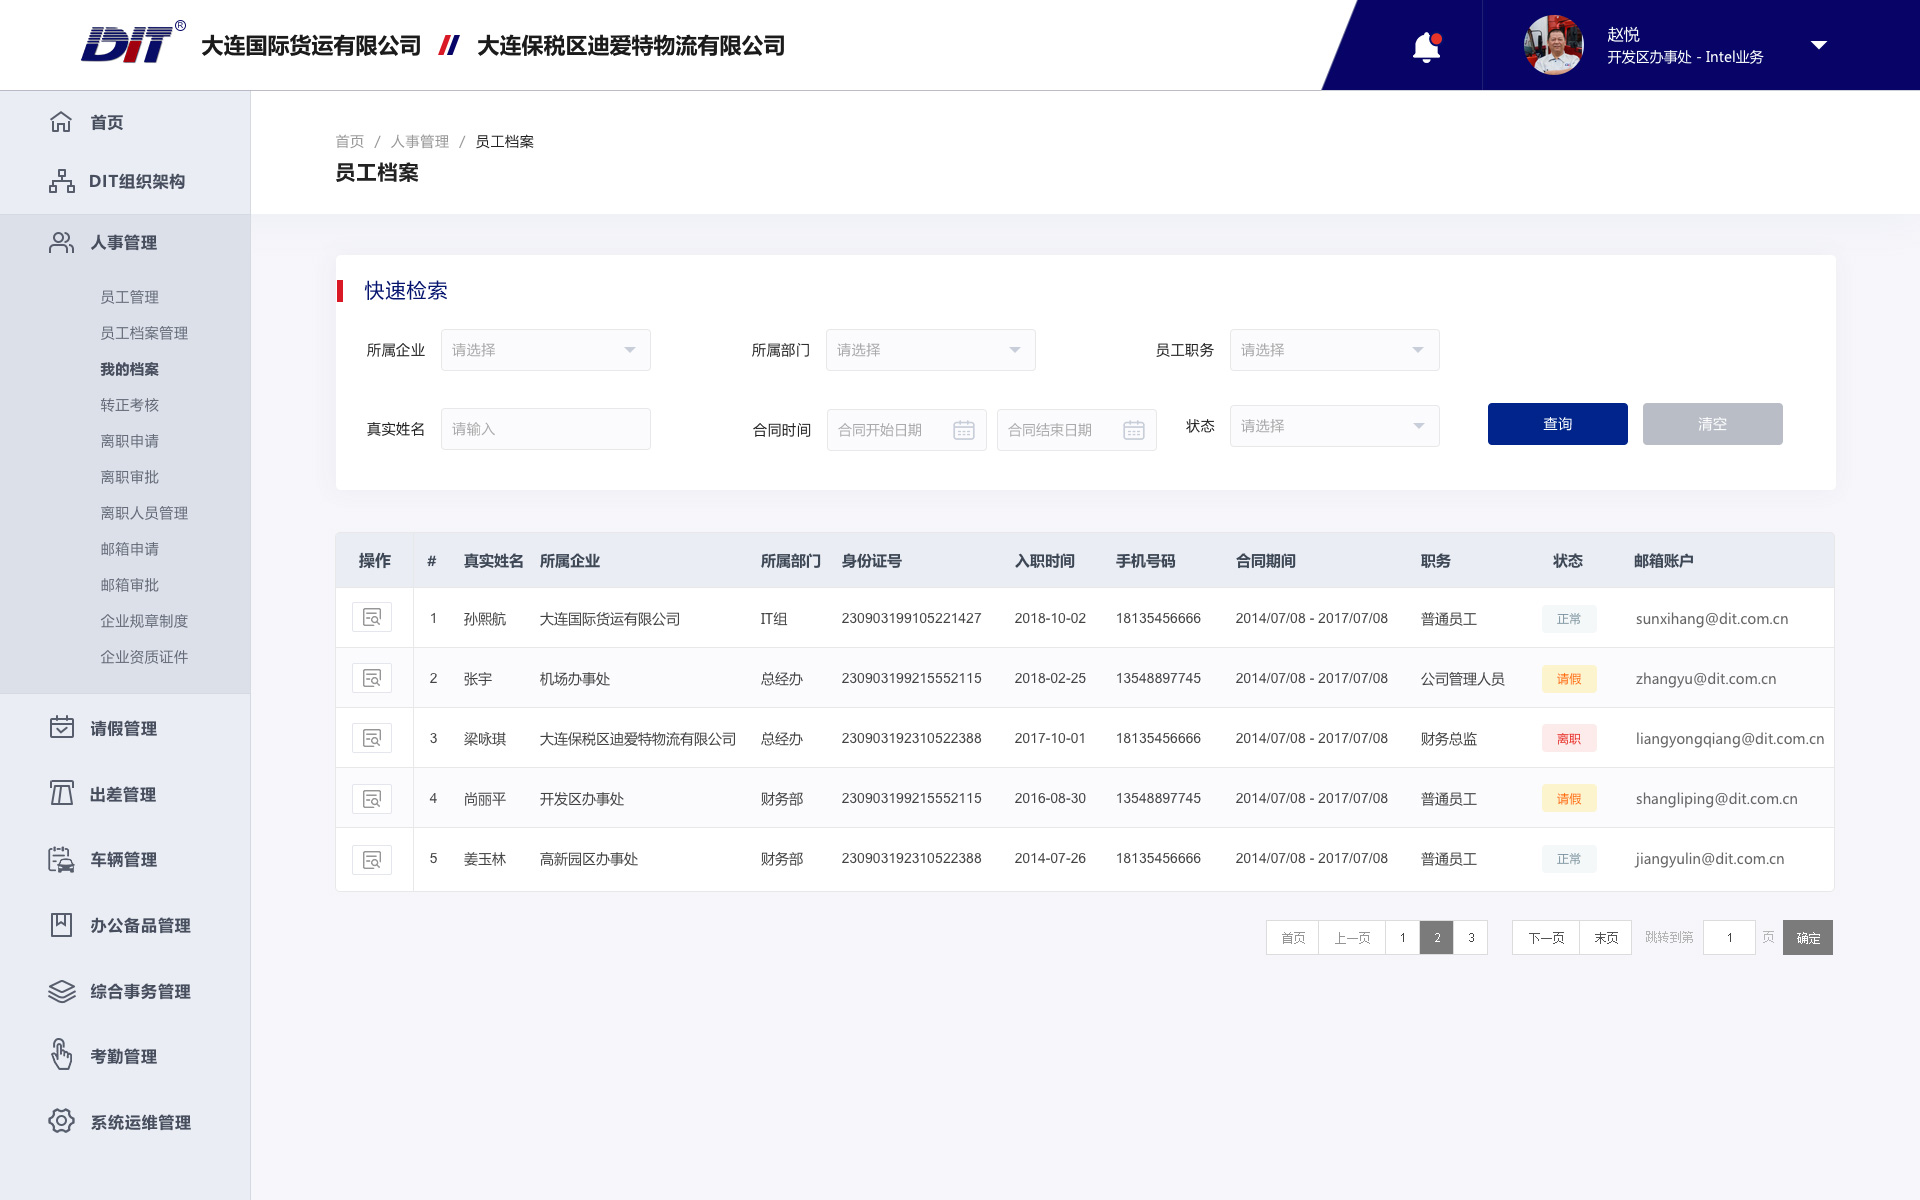 DIT® 大连国际货运有限公司 // 大连保税区迪爱特物流有限公司
赵悦
开发区办事处 - Intel业务
首页
DIT组织架构
人事管理
员工管理
员工档案管理
我的档案
转正考核
离职申请
离职审批
离职人员管理
邮箱申请
邮箱审批
企业规章制度
企业资质证件
请假管理
出差管理
车辆管理
办公备品管理
综合事务管理
考勤管理
系统运维管理
首页 / 人事管理 / 员工档案
员工档案
快速检索
所属企业 请选择 所属部门 请选择 员工职务 请选择
真实姓名 请输入 合同时间 合同开始日期 合同结束日期 状态 请选择 查询 清空
操作 # 真实姓名 所属企业 所属部门 身份证号 入职时间 手机号码 合同期间 职务 状态 邮箱账户
1 孙熙航 大连国际货运有限公司 IT组 230903199105221427 2018-10-02 18135456666 2014/07/08 - 2017/07/08 普通员工 正常 sunxihang@dit.com.cn
2 张宇 机场办事处 总经办 230903199215552115 2018-02-25 13548897745 2014/07/08 - 2017/07/08 公司管理人员 请假 zhangyu@dit.com.cn
3 梁咏琪 大连保税区迪爱特物流有限公司 总经办 230903192310522388 2017-10-01 18135456666 2014/07/08 - 2017/07/08 财务总监 离职 liangyongqiang@dit.com.cn
4 尚丽平 开发区办事处 财务部 230903199215552115 2016-08-30 13548897745 2014/07/08 - 2017/07/08 普通员工 请假 shangliping@dit.com.cn
5 姜玉林 高新园区办事处 财务部 230903192310522388 2014-07-26 18135456666 2014/07/08 - 2017/07/08 普通员工 正常 jiangyulin@dit.com.cn
首页 上一页 1 2 3 下一页 末页 跳转到第 1 页 确定